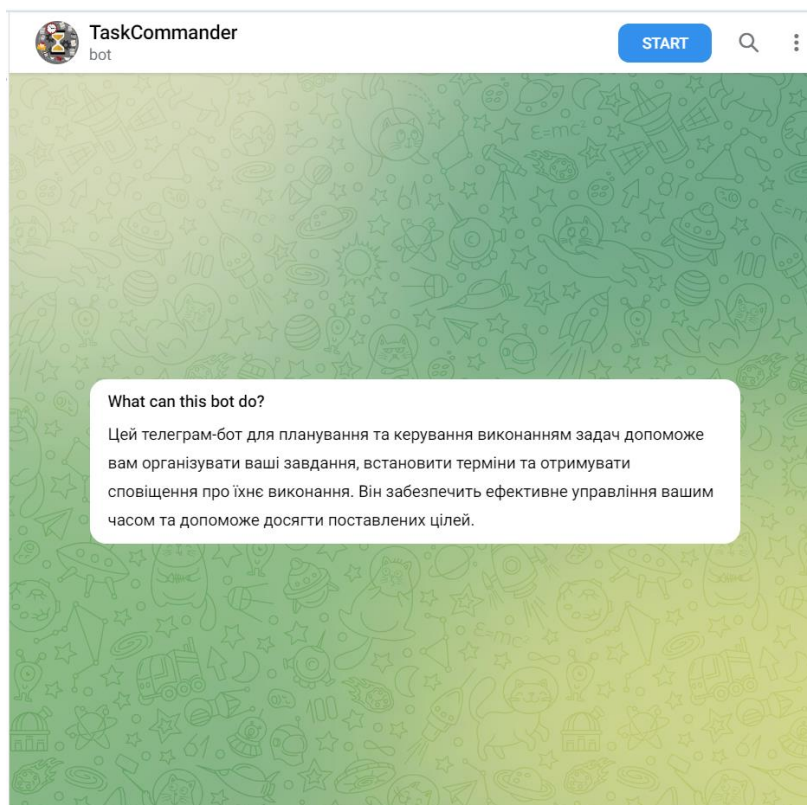 TaskCommander
bot
START
What can this bot do?
Цей телеграм-бот для планування та керування виконанням задач допоможе
вам організувати ваші завдання, встановити терміни та отримувати
сповіщення про їхнє виконання. Він забезпечить ефективне управління вашим
часом та допоможе досягти поставлених цілей.